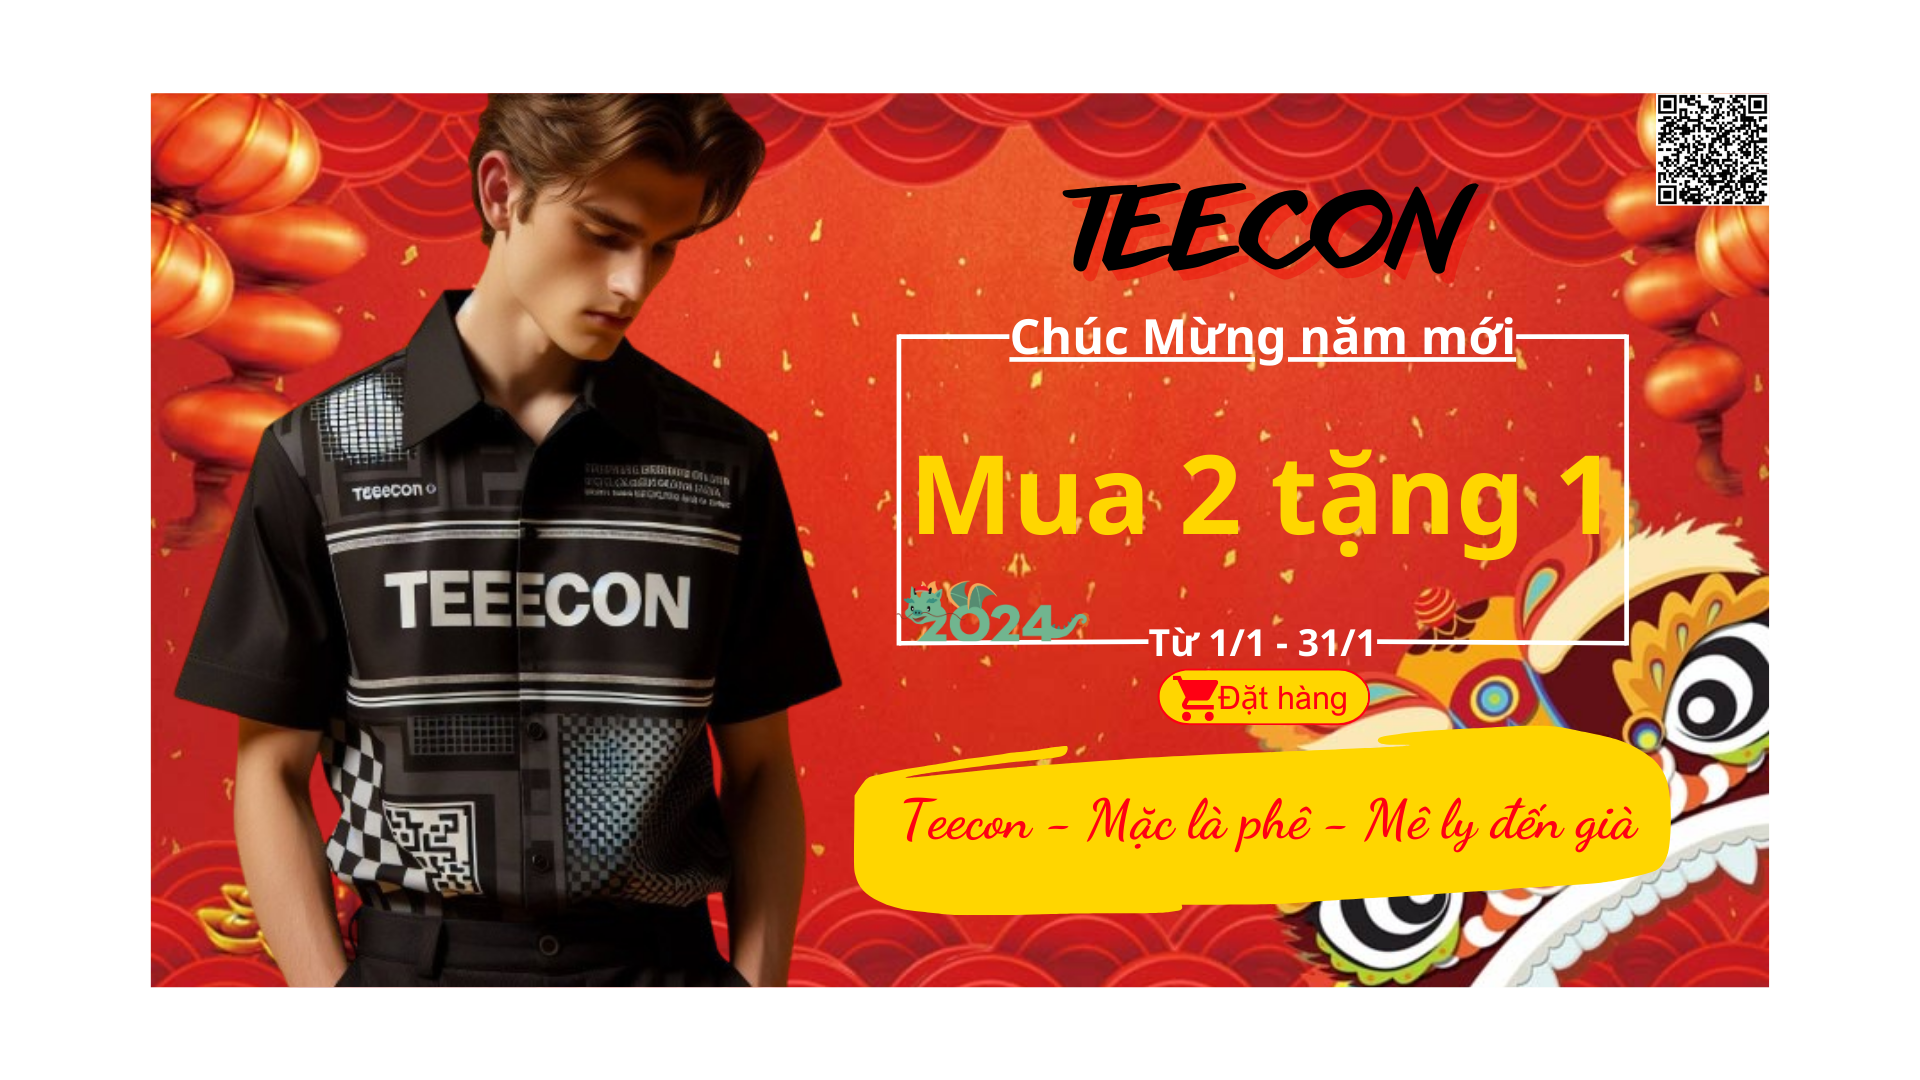 TEECON
Chúc Mừng năm mới
Mua 2 tặng 1
2024
Từ 1/1 - 31/1
Đặt hàng
Teecon - Mặc là phê - Mê ly đến già
Teeecon
TEEECON